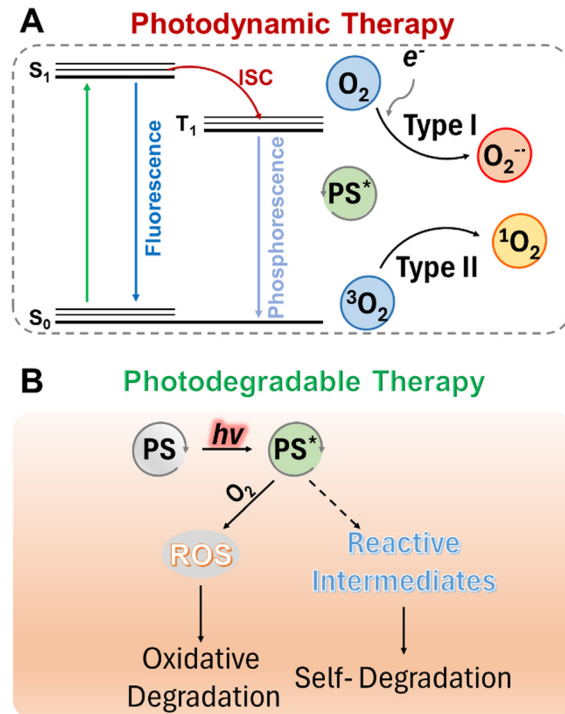 A
Photodynamic Therapy
S₁
ISC
T₁
Fluorescence
Phosphorescence
S₀
O₂
e⁻
Type I
O₂⁻·
PS*
³O₂
Type II
¹O₂
B
Photodegradable Therapy
PS
hv
PS*
O₂
ROS
Reactive
Intermediates
Oxidative
Degradation
Self- Degradation